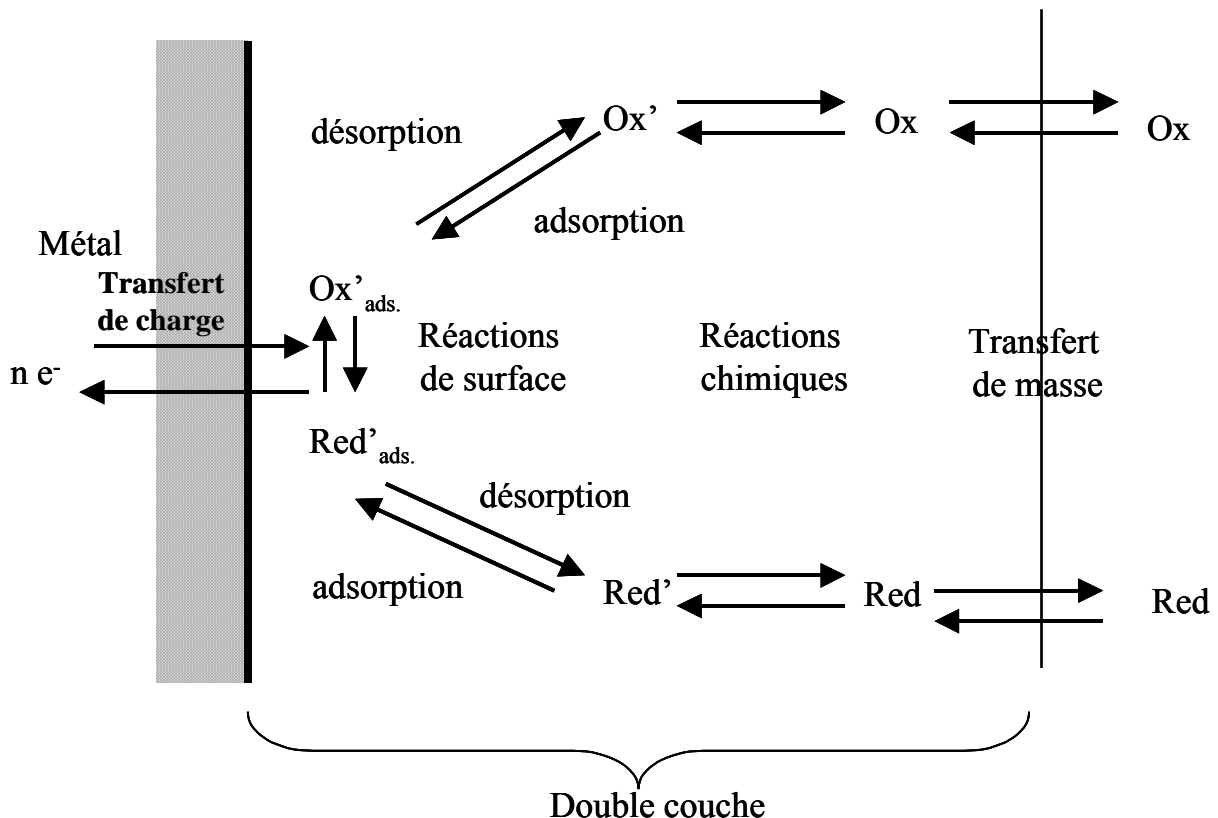 Ox’
Ox
Ox
désorption
adsorption
Métal
Transfert
de charge
n e-
Ox’ads.
Réactions
de surface
Réactions
chimiques
Transfert
de masse
Red’ads.
désorption
adsorption
Red’
Red
Red
Double couche